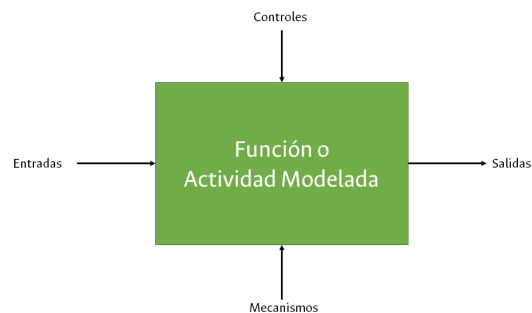 Controles
Entradas
Función o
Actividad Modelada
Salidas
Mecanismos